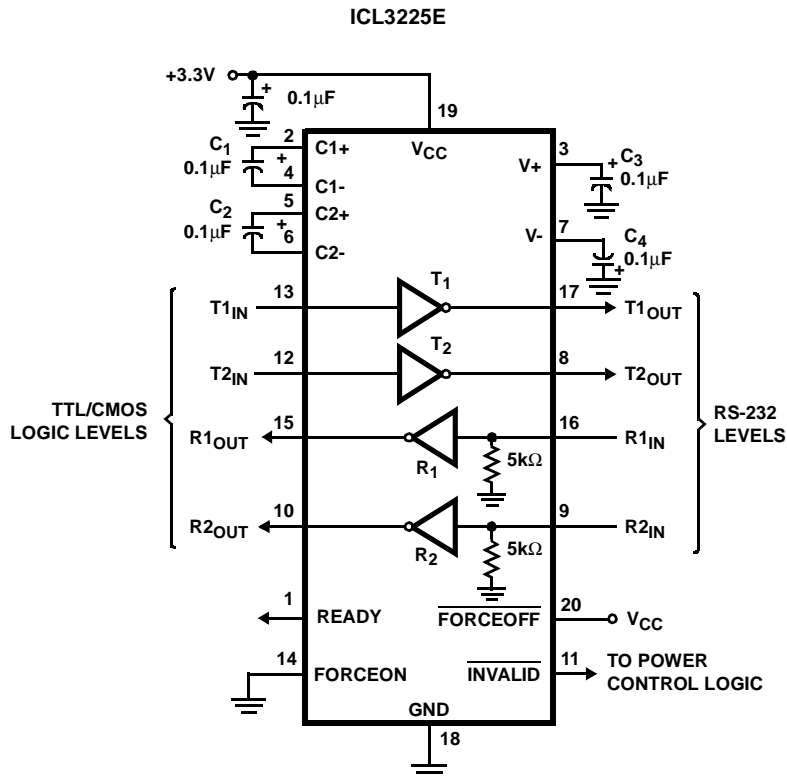 ICL3225E
+3.3V
+
0.1μF
19
C1
0.1μF
+
2
4
C1+
C1-
VCC
V+
3
+
C3
0.1μF
C2
0.1μF
+
5
6
C2+
C2-
V-
7
C4
0.1μF
+
T1IN
13
T1
17
T1OUT
T2IN
12
T2
8
T2OUT
TTL/CMOS
LOGIC LEVELS
RS-232
LEVELS
R1OUT
15
R1
5kΩ
16
R1IN
R2OUT
10
R2
5kΩ
9
R2IN
1
READY
FORCEOFF
20
VCC
14
FORCEON
INVALID
11
TO POWER
CONTROL LOGIC
GND
18